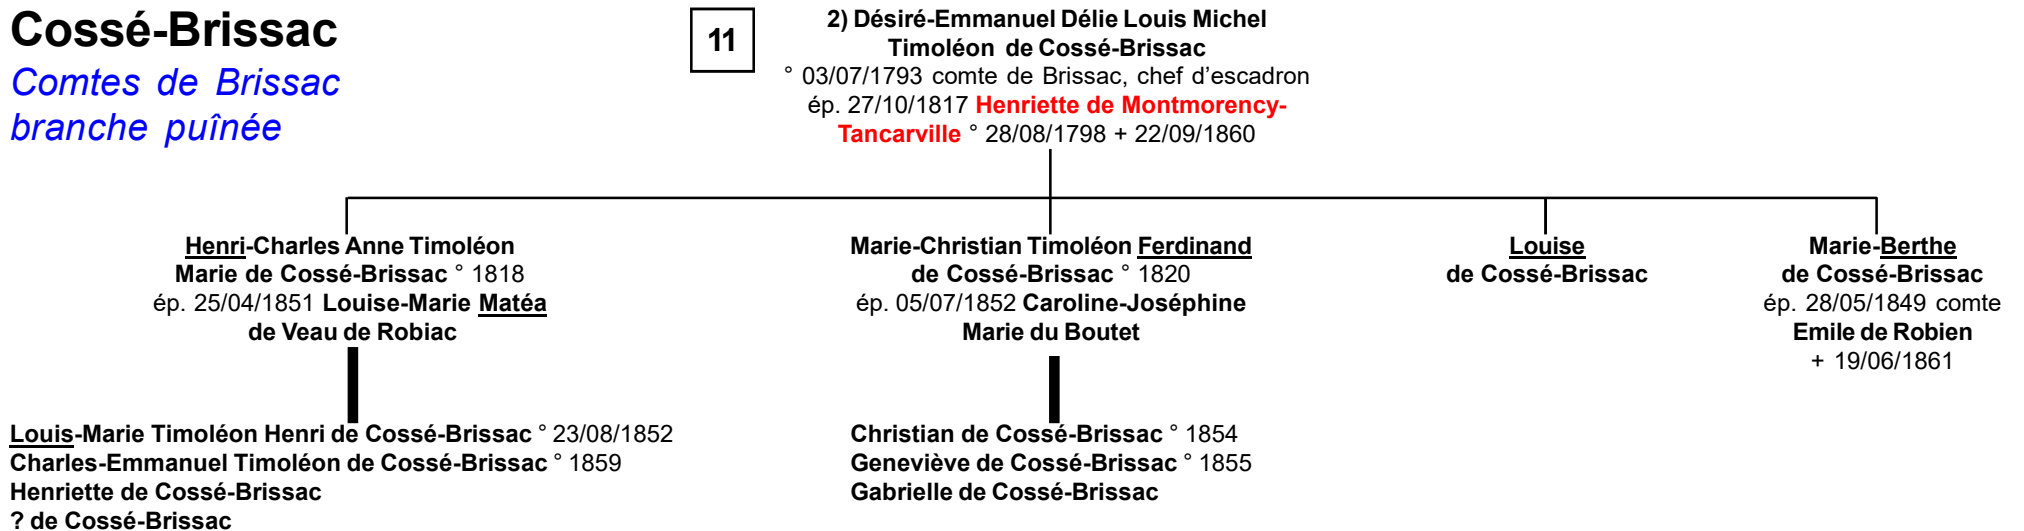 Cossé-Brissac
Comtes de Brissac
branche puînée
11
2) Désiré-Emmanuel Délie Louis Michel
Timoléon de Cossé-Brissac
° 03/07/1793 comte de Brissac, chef d'escadron
ép. 27/10/1817 Henriette de Montmorency-
Tancarville ° 28/08/1798 + 22/09/1860
Henri-Charles Anne Timoléon
Marie de Cossé-Brissac ° 1818
ép. 25/04/1851 Louise-Marie Matéa
de Veau de Robiac
Marie-Christian Timoléon Ferdinand
de Cossé-Brissac ° 1820
ép. 05/07/1852 Caroline-Joséphine
Marie du Boutet
Louise
de Cossé-Brissac
Marie-Berthe
de Cossé-Brissac
ép. 28/05/1849 comte
Emile de Robien
+ 19/06/1861
Louis-Marie Timoléon Henri de Cossé-Brissac ° 23/08/1852
Charles-Emmanuel Timoléon de Cossé-Brissac ° 1859
Henriette de Cossé-Brissac
? de Cossé-Brissac
Christian de Cossé-Brissac ° 1854
Geneviève de Cossé-Brissac ° 1855
Gabrielle de Cossé-Brissac